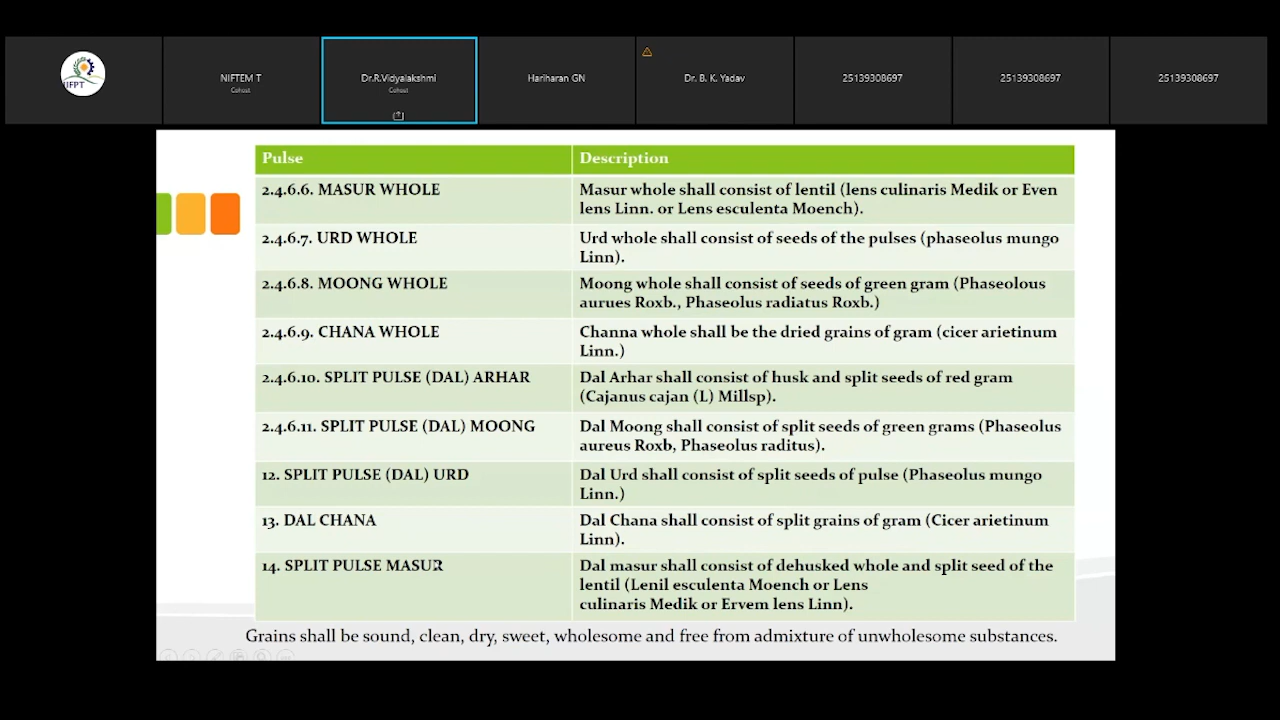 IIFPT
NIFTEM T
Cohost
Dr.R.Vidyalakshmi
Cohost
Hariharan GN
Dr. B. K. Yadav
25139308697
25139308697
25139308697
Pulse
Description
2.4.6.6. MASUR WHOLE
Masur whole shall consist of lentil (lens culinaris Medik or Even
lens Linn. or Lens esculenta Moench).
2.4.6.7. URD WHOLE
Urd whole shall consist of seeds of the pulses (phaseolus mungo
Linn).
2.4.6.8. MOONG WHOLE
Moong whole shall consist of seeds of green gram (Phaseolous
aurues Roxb., Phaseolus radiatus Roxb.)
2.4.6.9. CHANA WHOLE
Channa whole shall be the dried grains of gram (cicer arietinum
Linn.)
2.4.6.10. SPLIT PULSE (DAL) ARHAR
Dal Arhar shall consist of husk and split seeds of red gram
(Cajanus cajan (L) Millsp).
2.4.6.11. SPLIT PULSE (DAL) MOONG
Dal Moong shall consist of split seeds of green grams (Phaseolus
aureus Roxb, Phaseolus raditus).
12. SPLIT PULSE (DAL) URD
Dal Urd shall consist of split seeds of pulse (Phaseolus mungo
Linn.)
13. DAL CHANA
Dal Chana shall consist of split grains of gram (Cicer arietinum
Linn).
14. SPLIT PULSE MASUR
Dal masur shall consist of dehusked whole and split seed of the
lentil (Lenil esculenta Moench or Lens
culinaris Medik or Ervem lens Linn).
Grains shall be sound, clean, dry, sweet, wholesome and free from admixture of unwholesome substances.